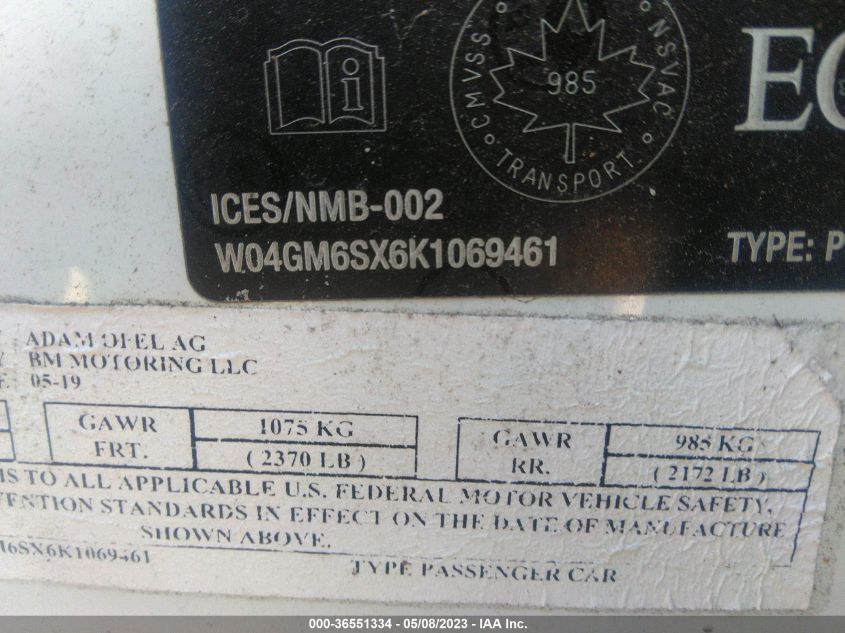 CMVSS
NSVAC
985
TRANSPORT
ICES/NMB-002
W04GM6SX6K1069461
TYPE: P
ADAM OPEL AG
BM MOTORING LLC
05-19
GAWR FRT.
1075 KG
(2370 LB)
GAWR RR.
985 KG
(2172 LB)
IS TO ALL APPLICABLE U.S. FEDERAL MOTOR VEHICLE SAFETY,
TENTION STANDARDS IN EFFECT ON THE DATE OF MANUFACTURE
SHOWN ABOVE.
M6SX6K1069461
TYPE PASSENGER CAR
000-36551334 - 05/08/2023 - IAA Inc.